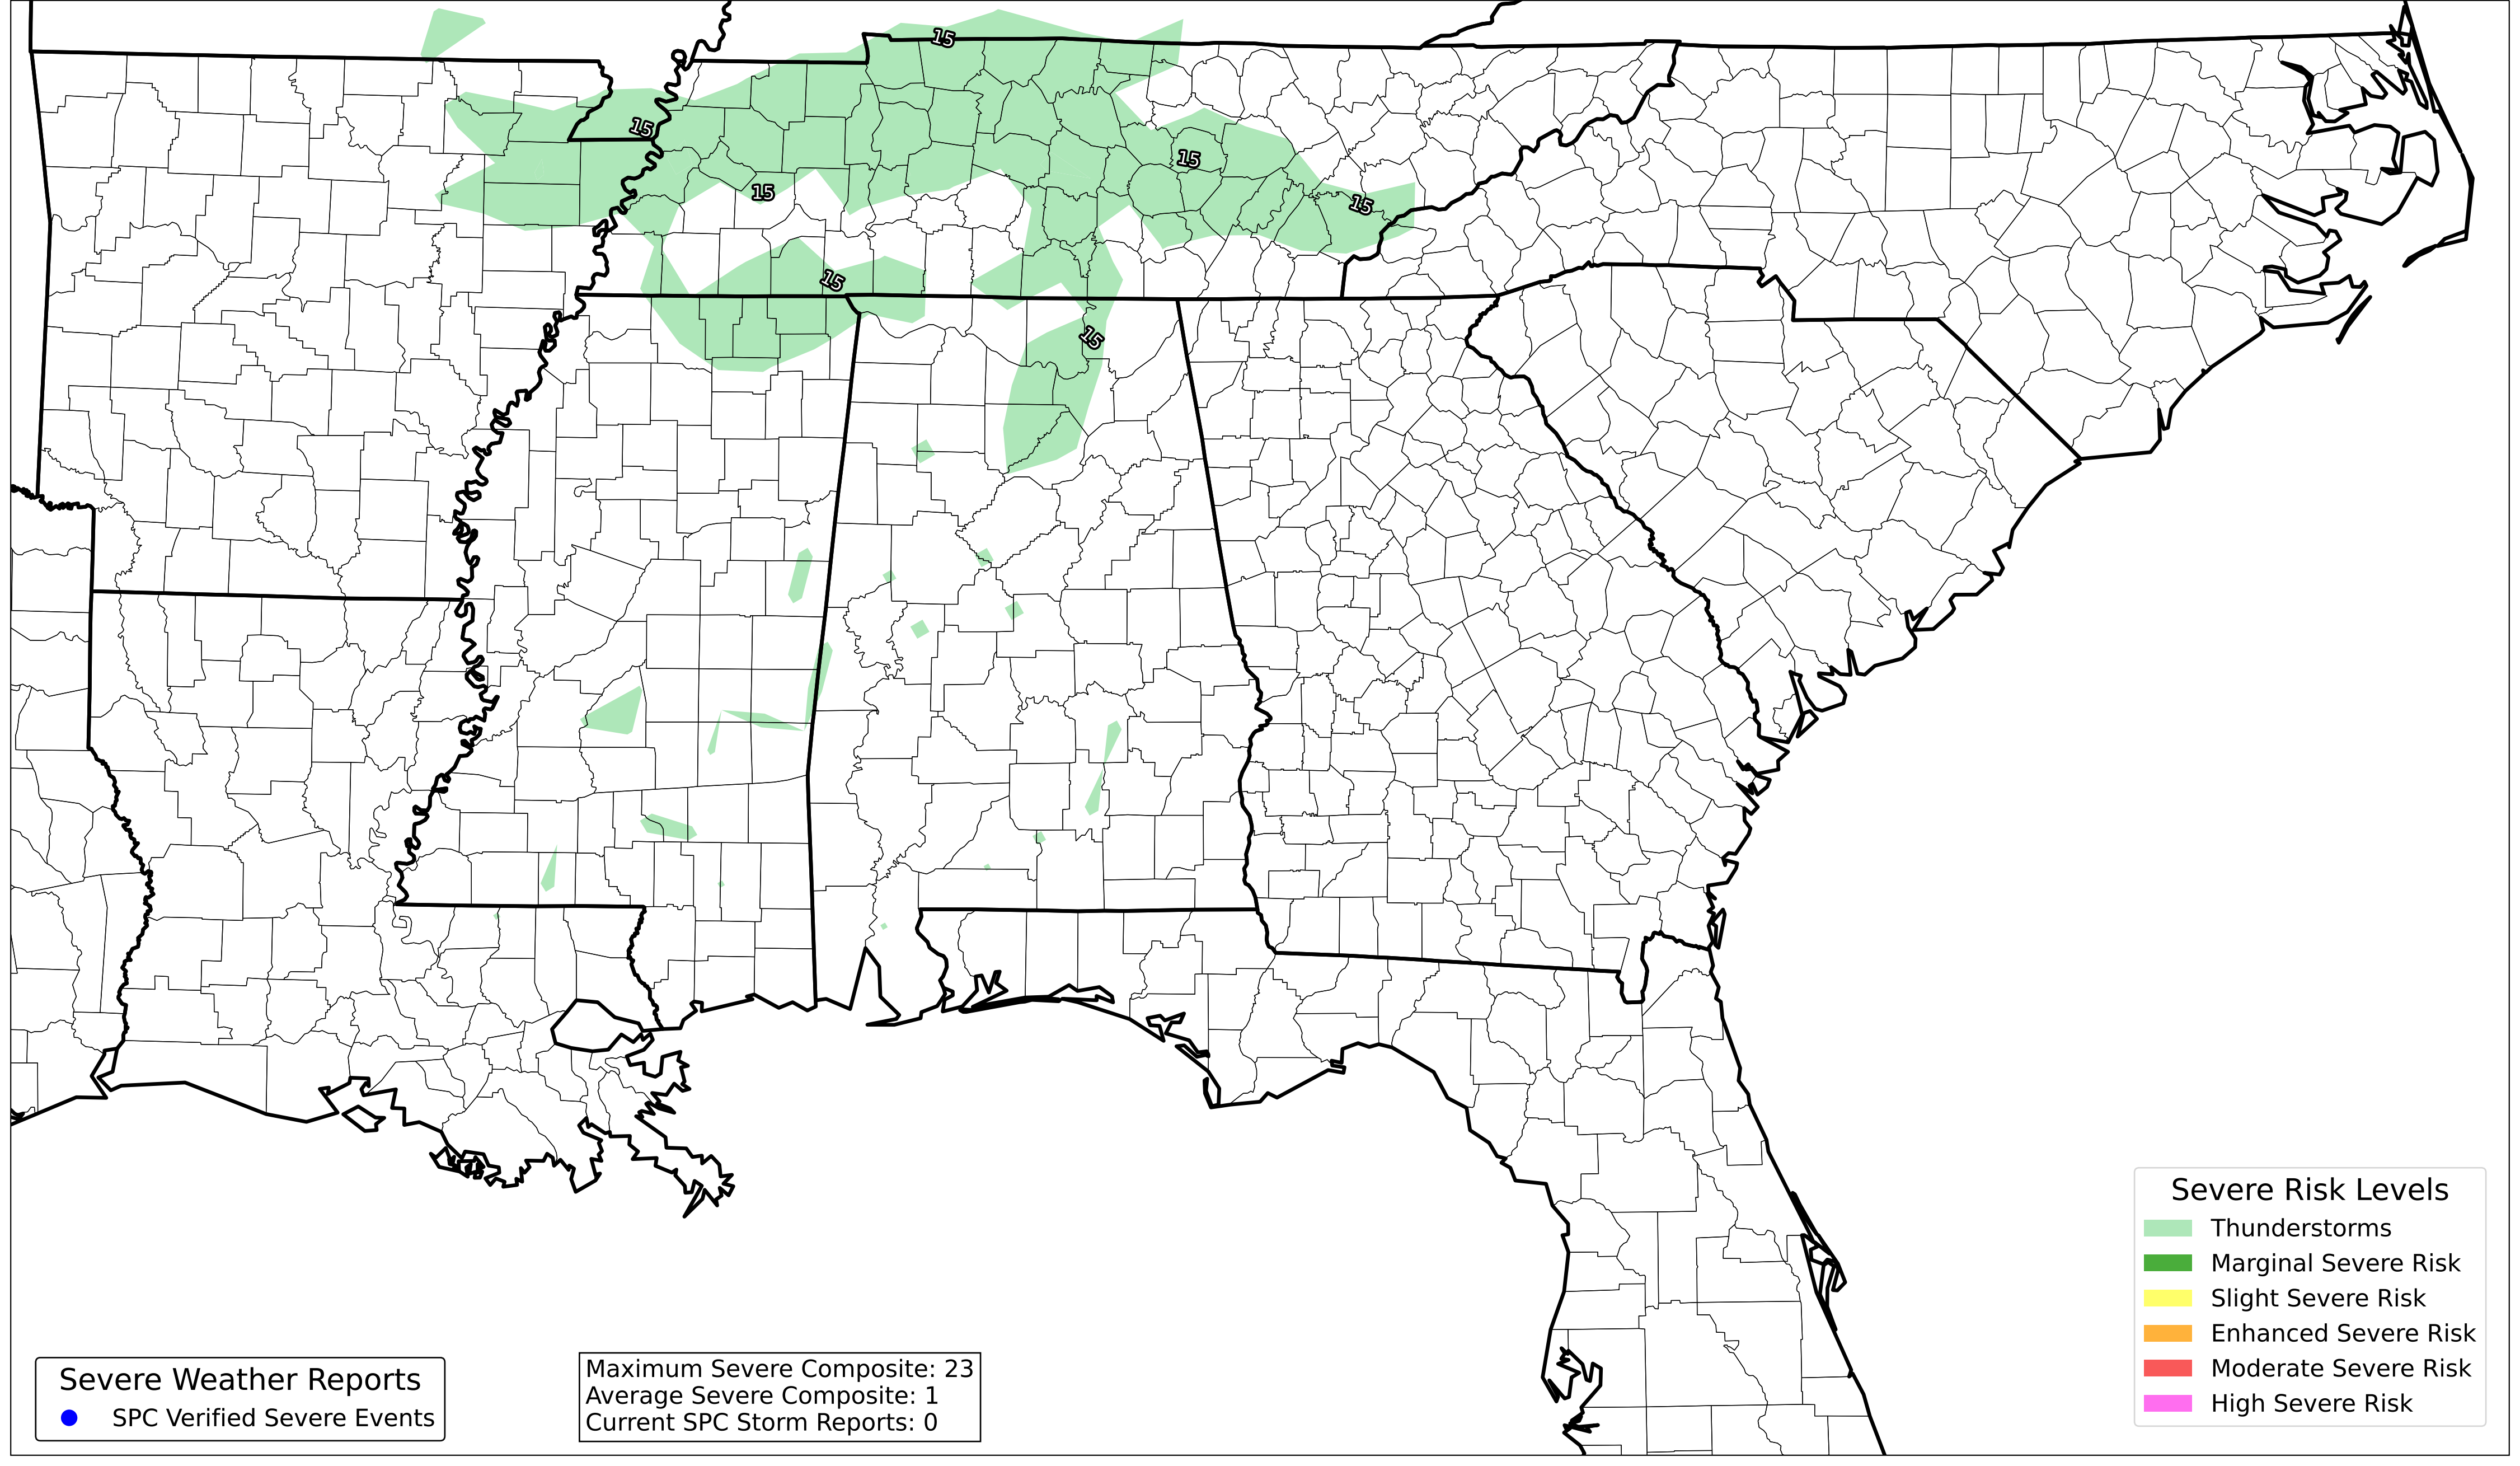 15
15
15
15
15
15
15
Severe Risk Levels
Thunderstorms
Marginal Severe Risk
Slight Severe Risk
Enhanced Severe Risk
Moderate Severe Risk
High Severe Risk
Severe Weather Reports
SPC Verified Severe Events
Maximum Severe Composite: 23
Average Severe Composite: 1
Current SPC Storm Reports: 0